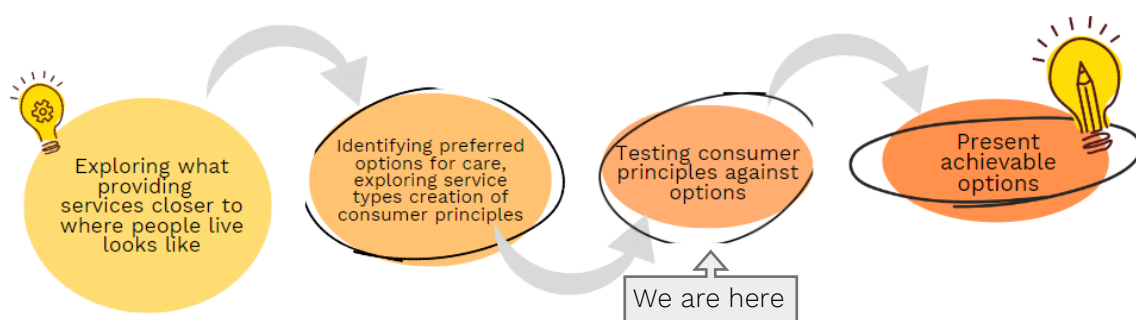 Exploring what
providing
services closer to
where people live
looks like
Identifying preferred
options for care,
exploring service
types creation of
consumer principles
Testing consumer
principles against
options
We are here
Present
achievable
options